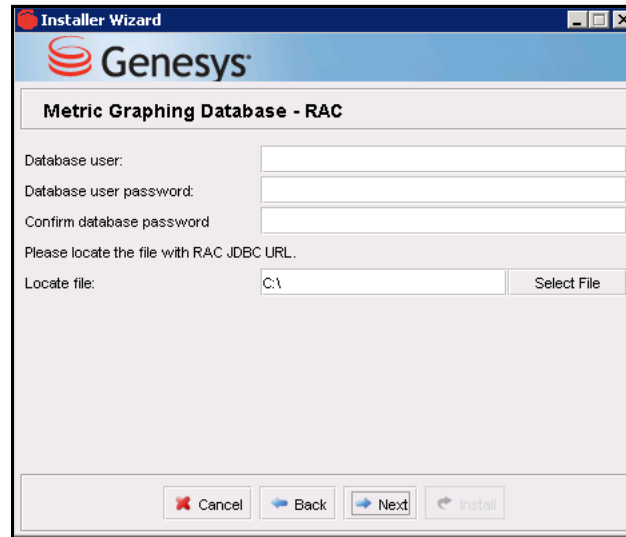 Installer Wizard
Genesys
Metric Graphing Database - RAC
Database user:
Database user password:
Confirm database password
Please locate the file with RAC JDBC URL.
Locate file: C:\ Select File
Cancel Back Next Install